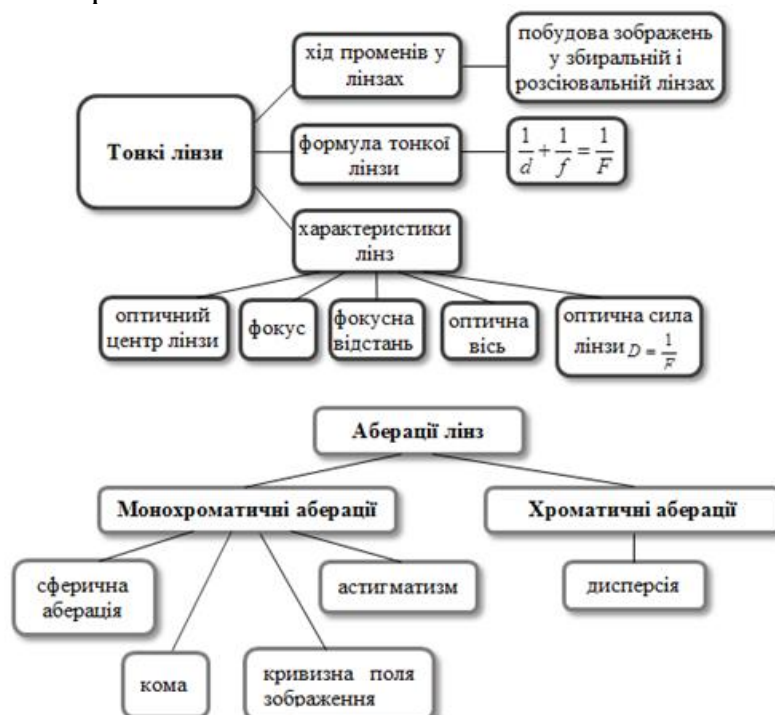 хід променів у
лінзах
побудова зображень
у збиральній і
розсіювальній лінзах
Тонкі лінзи
формула тонкої
лінзи
1/d + 1/f = 1/F
характеристики
лінз
оптичний
центр лінзи
фокус
фокусна
відстань
оптична
вісь
оптична сила
лінзи D = 1/F
Аберації лінз
Монохроматичні аберації
Хроматичні аберації
сферична
аберація
астигматизм
дисперсія
кома
кривизна поля
зображення